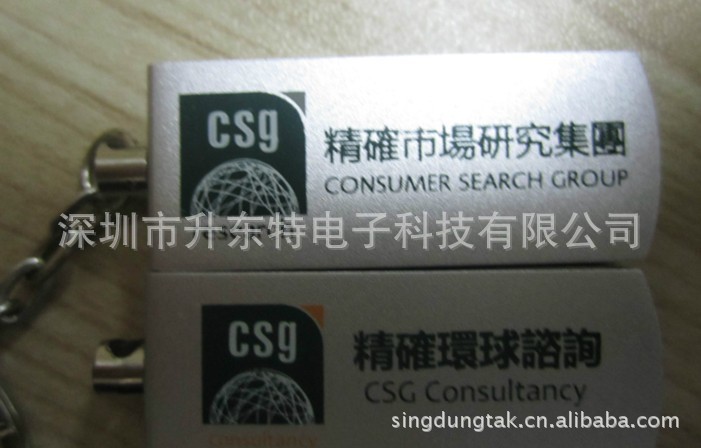 csg
精確市場研究集團
CONSUMER SEARCH GROUP
深圳市升东特电子科技有限公司
csg
精確環球諮詢
CSG Consultancy
consultancy
singdungtak.cn.alibaba.com